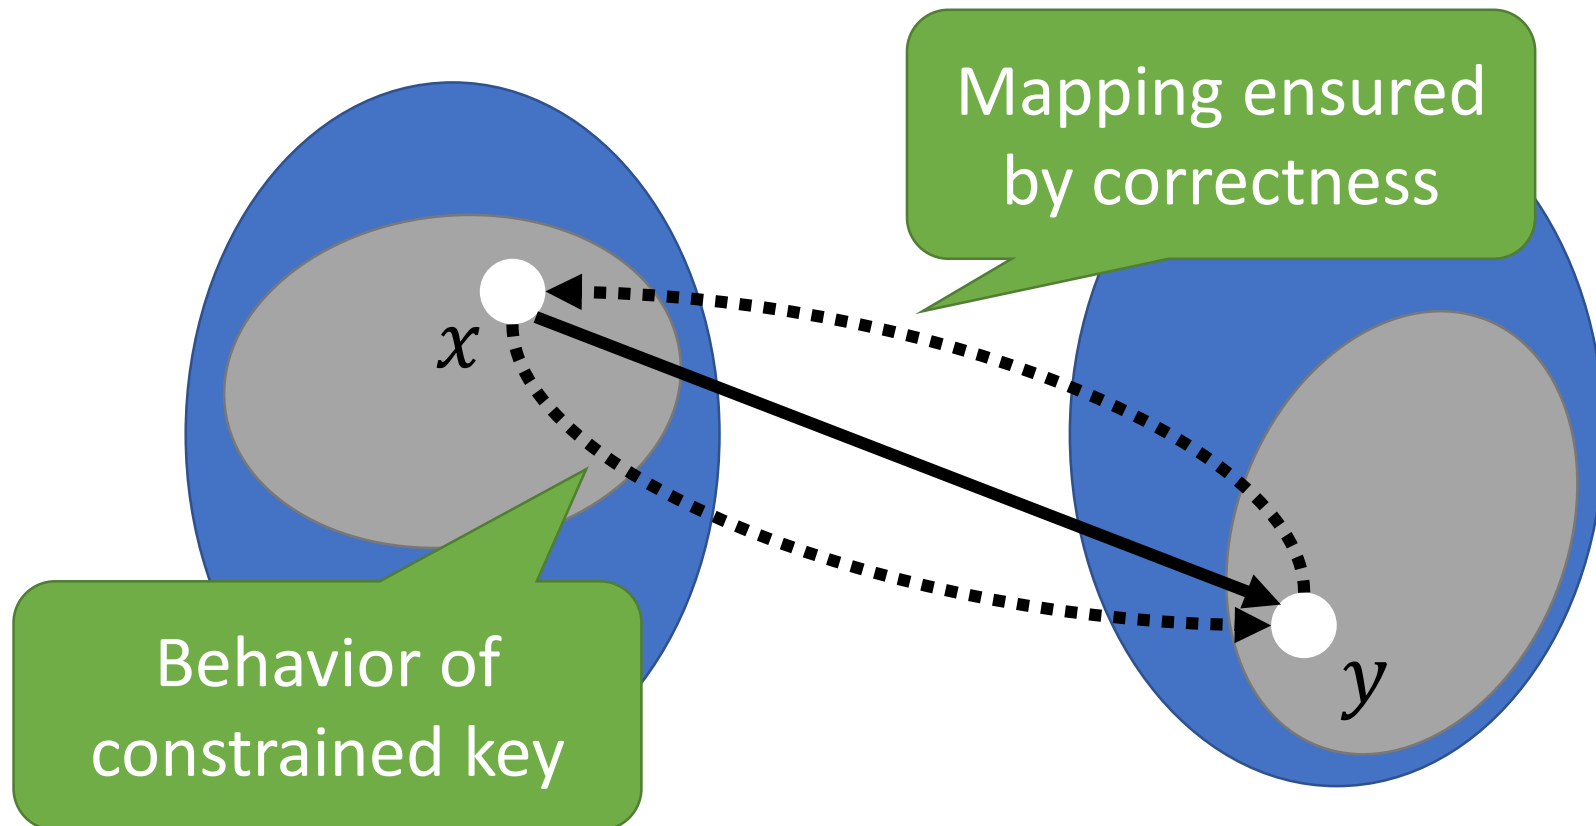 Mapping ensured
by correctness
x
y
Behavior of
constrained key